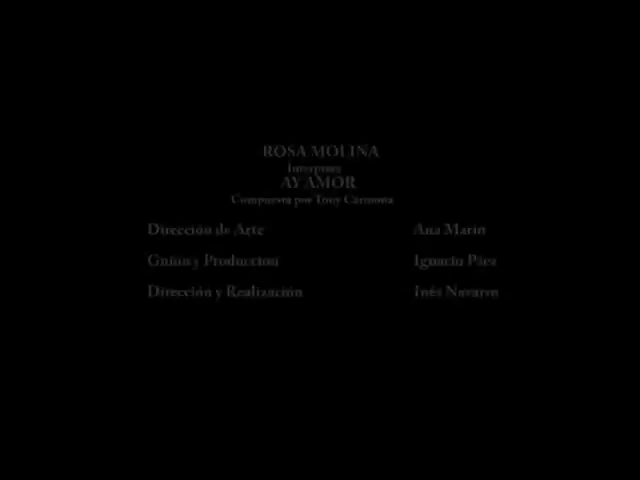 ROSA MOLINA
Interpreta
AY AMOR
Compuesta por Tony Carmona
Dirección de Arte Ana Marín
Guión y Producción Ignacio Páez
Dirección y Realización Inés Navarro